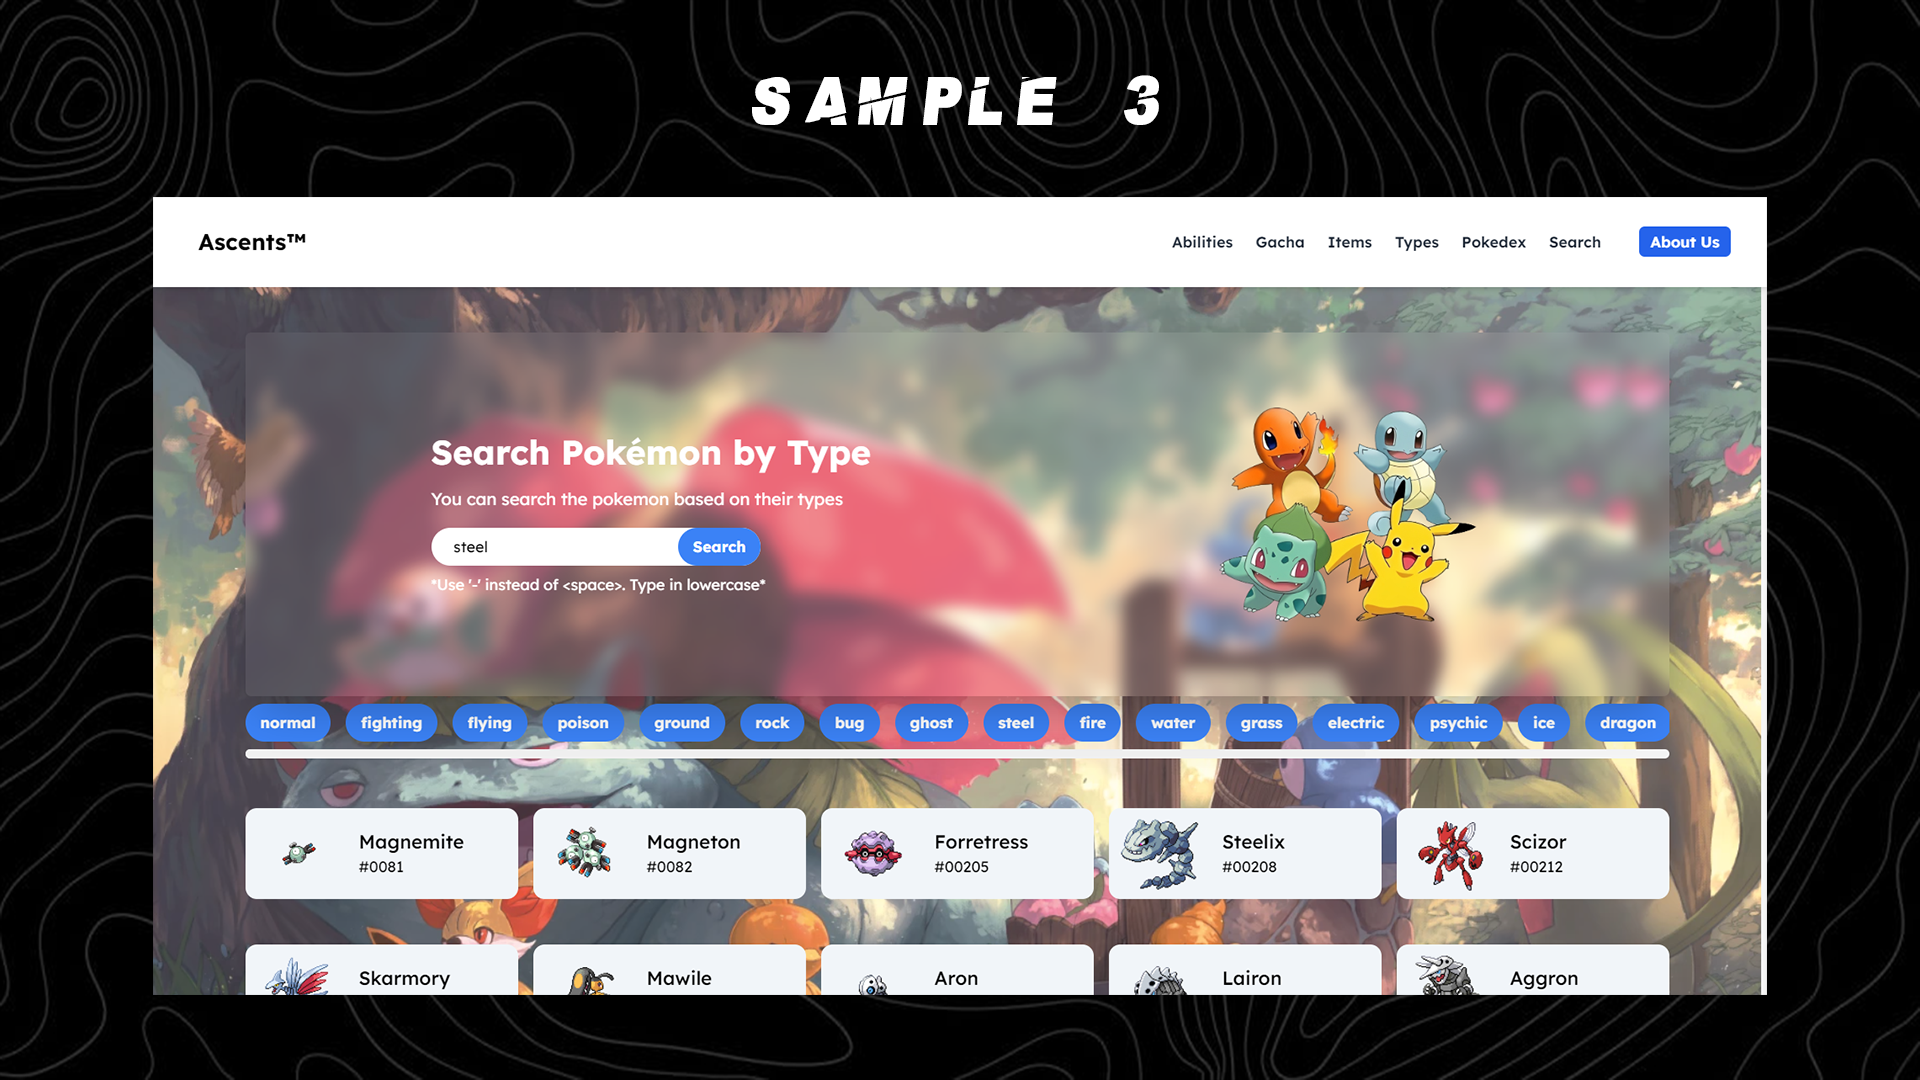 SAMPLE 3
Ascents™
Abilities Gacha Items Types Pokedex Search About Us
Search Pokémon by Type
You can search the pokemon based on their types
steel Search
*Use '-' instead of <space>. Type in lowercase*
normal fighting flying poison ground rock bug ghost steel fire water grass electric psychic ice dragon
Magnemite Magneton Forretress Steelix Scizor
#0081 #0082 #00205 #00208 #00212
Skarmory Mawile Aron Lairon Aggron